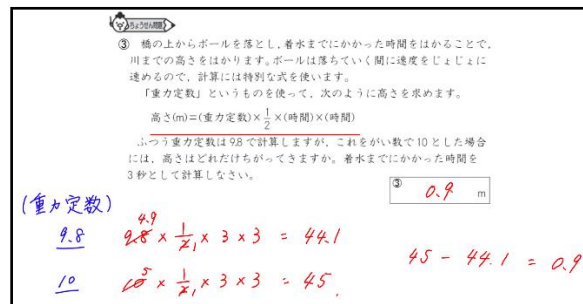 ちょうせん問題
③ 橋の上からボールを落とし,着水までにかかった時間をはかることで,
川までの高さをはかります。ボールは落ちていく間に速度をじょじょに
速めるので,計算には特別な式を使います。
「重力定数」というものを使って,次のように高さを求めます。
高さ(m)=(重力定数)×1/2×(時間)×(時間)
ふつう重力定数は9.8で計算しますが,これをがい数で10とした場合
には,高さはどれだけちがってきますか。着水までにかかった時間を
3秒として計算しなさい。
③ 0.9 m
(重力定数)
4.9
9.8 9.8 × 1/2 1 × 3 × 3 = 44.1
45 - 44.1 = 0.9
5
10 10 × 1/2 1 × 3 × 3 = 45.